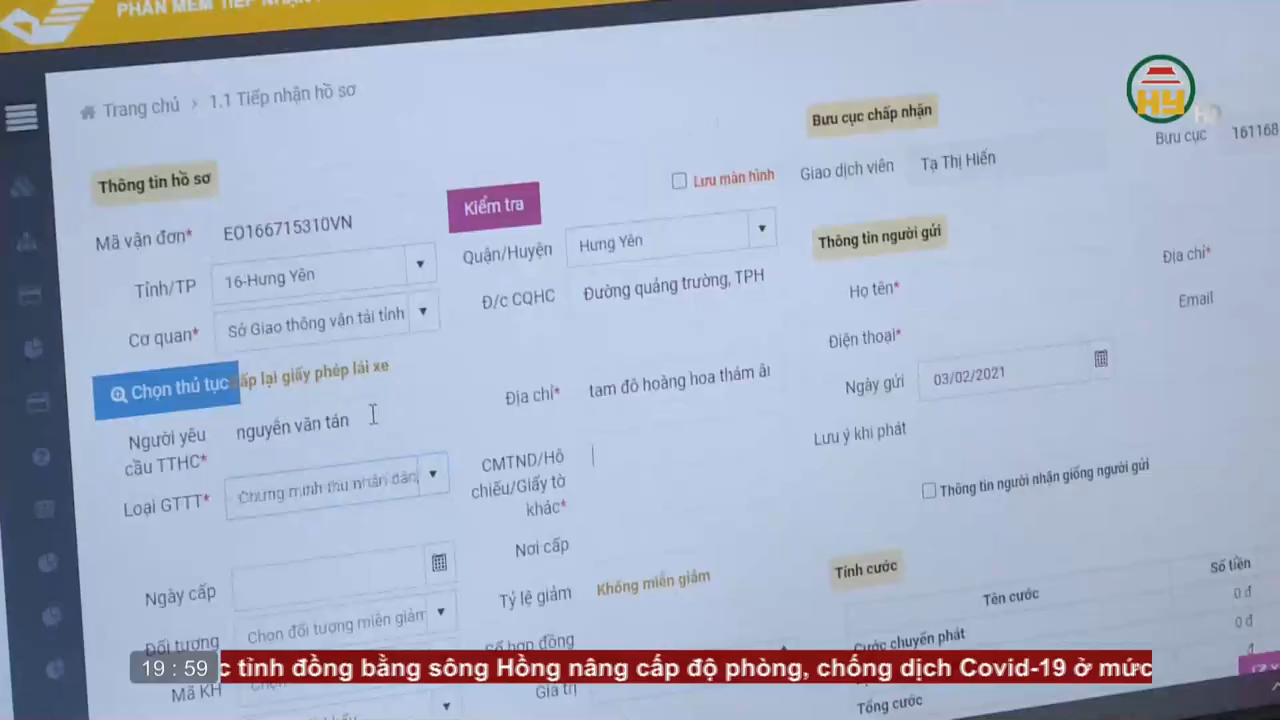 PHẦN MỀM TIẾP NHẬN
Trang chủ > 1.1 Tiếp nhận hồ sơ
HY
Thông tin hồ sơ
Lưu màn hình
Bưu cục chấp nhận
Mã vận đơn* EO166715310VN
Kiểm tra
Giao dịch viên Tạ Thị Hiến
Bưu cục 161168
Tỉnh/TP 16-Hưng Yên
Quận/Huyện Hưng Yên
Thông tin người gửi
Cơ quan* Sở Giao thông vận tải tỉnh
Đ/c CQHC Đường quảng trường, TPH
Họ tên*
Địa chỉ*
Chọn thủ tục cấp lại giấy phép lái xe
Điện thoại*
Email
Người yêu cầu TTHC* nguyễn văn tán
Địa chỉ* tam đô hoàng hoa thám ân
Ngày gửi 03/02/2021
Loại GTTT* Chứng minh thư nhân dân
CMTND/Hộ chiếu/Giấy tờ khác*
Lưu ý khi phát
Thông tin người nhận giống người gửi
Ngày cấp
Nơi cấp
Đối tượng Chọn đối tượng miễn giảm
Tỷ lệ giảm Không miễn giảm
Tính cước
Tên cước Số tiền
Số hợp đồng
Cước chuyển phát 0 đ
0 đ
đ
Mã KH
Giá trị
Tổng cước
19 : 59 c tỉnh đồng bằng sông Hồng nâng cấp độ phòng, chống dịch Covid-19 ở mức